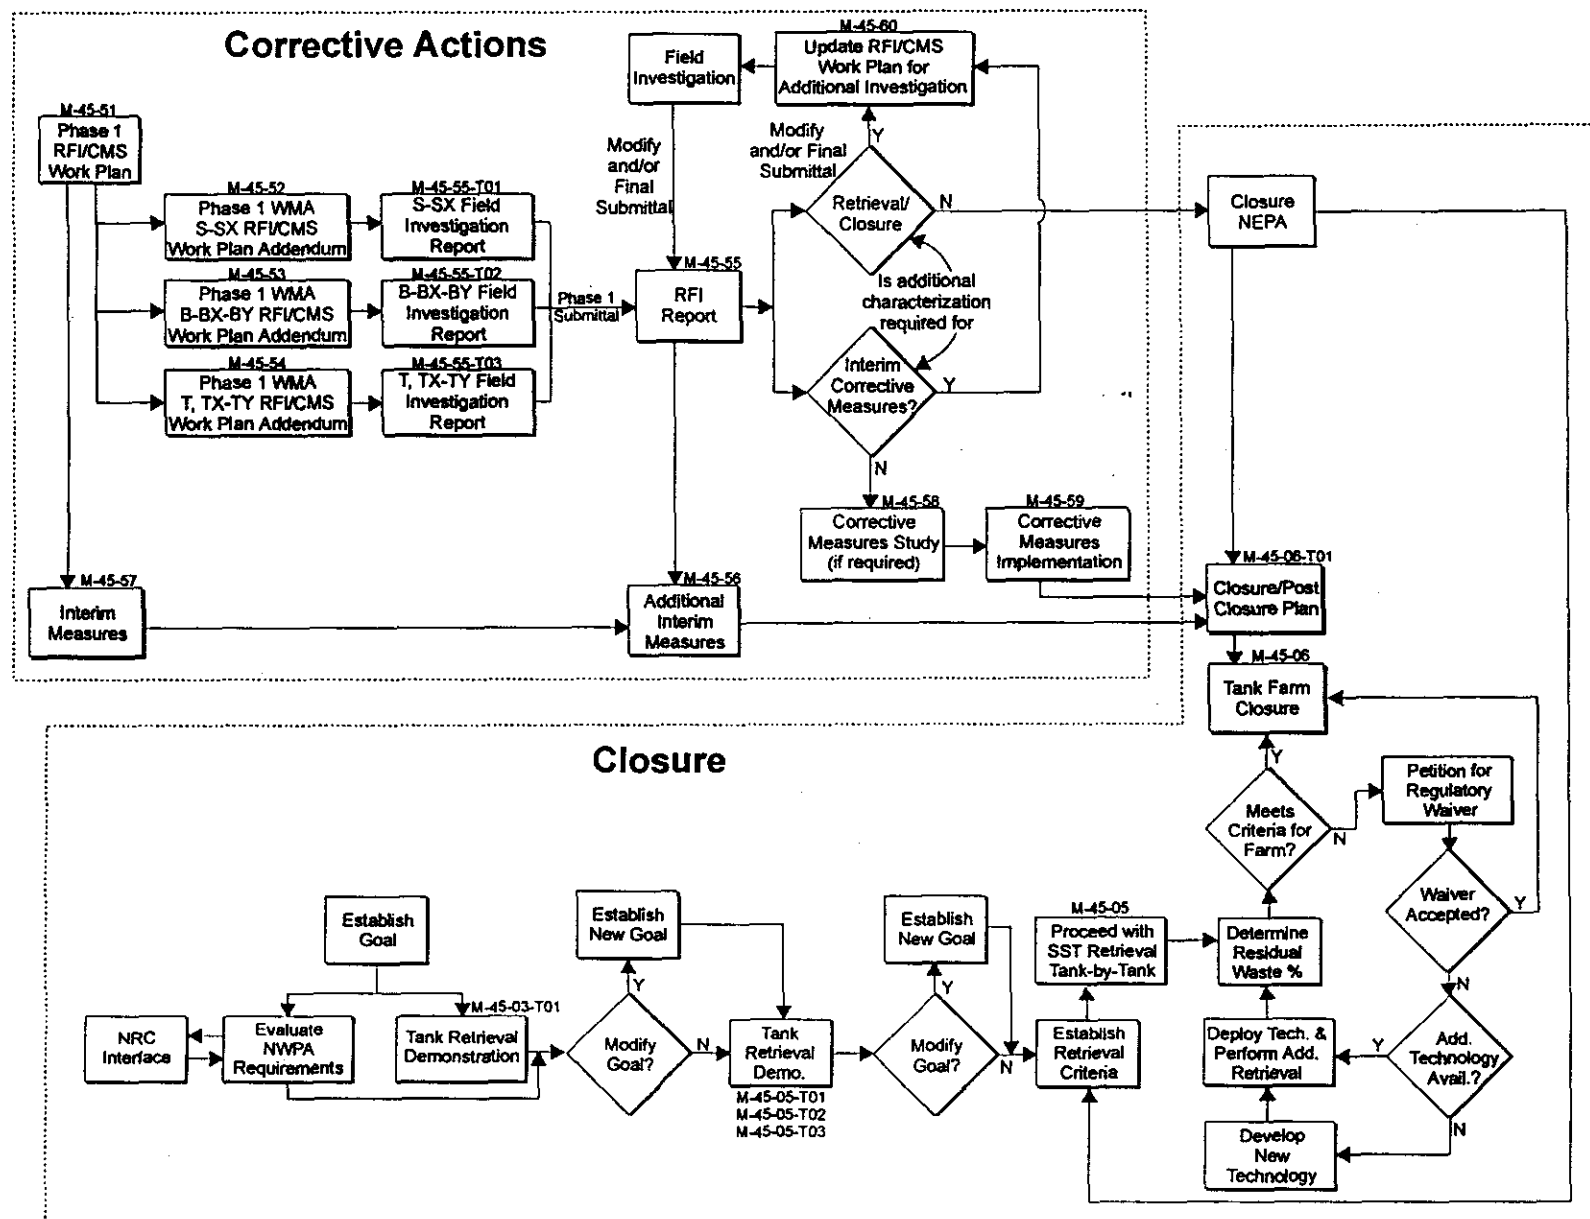 Corrective Actions
M-45-51
Phase 1
RFI/CMS
Work Plan
M-45-52
Phase 1 WMA
S-SX RFI/CMS
Work Plan Addendum
M-45-55-T01
S-SX Field
Investigation
Report
M-45-53
Phase 1 WMA
B-BX-BY RFI/CMS
Work Plan Addendum
M-45-55-T02
B-BX-BY Field
Investigation
Report
M-45-54
Phase 1 WMA
T, TX-TY RFI/CMS
Work Plan Addendum
M-45-55-T03
T, TX-TY Field
Investigation
Report
Phase 1
Submittal
Field
Investigation
Modify
and/or
Final
Submittal
M-45-60
Update RFI/CMS
Work Plan for
Additional Investigation
Modify
and/or Final
Submittal
Y
Retrieval/
Closure
N
M-45-55
RFI
Report
Is additional
characterization
required for
Interim
Corrective
Measures?
Y
N
M-45-58
Corrective
Measures Study
(if required)
M-45-59
Corrective
Measures
Implementation
M-45-57
Interim
Measures
M-45-56
Additional
Interim
Measures
Closure
NEPA
M-45-06-T01
Closure/Post
Closure Plan
M-45-06
Tank Farm
Closure
Closure
Y
Meets
Criteria for
Farm?
N
Petition for
Regulatory
Waiver
Waiver
Accepted?
Y
N
Establish
Goal
NRC
Interface
Evaluate
NWPA
Requirements
M-45-03-T01
Tank Retrieval
Demonstration
Establish
New Goal
Y
Modify
Goal?
N
Tank
Retrieval
Demo.
M-45-05-T01
M-45-05-T02
M-45-05-T03
Establish
New Goal
Y
Modify
Goal?
N
M-45-05
Proceed with
SST Retrieval
Tank-by-Tank
Establish
Retrieval
Criteria
Determine
Residual
Waste %
Deploy Tech. &
Perform Add.
Retrieval
Y
Add.
Technology
Avail.?
N
Develop
New
Technology